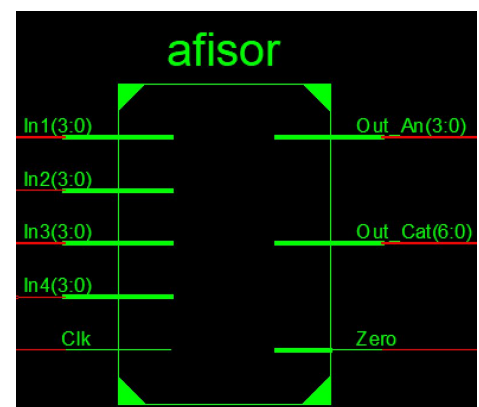 afisor
In1(3:0)
Out_An(3:0)
In2(3:0)
In3(3:0)
Out_Cat(6:0)
In4(3:0)
Clk
Zero